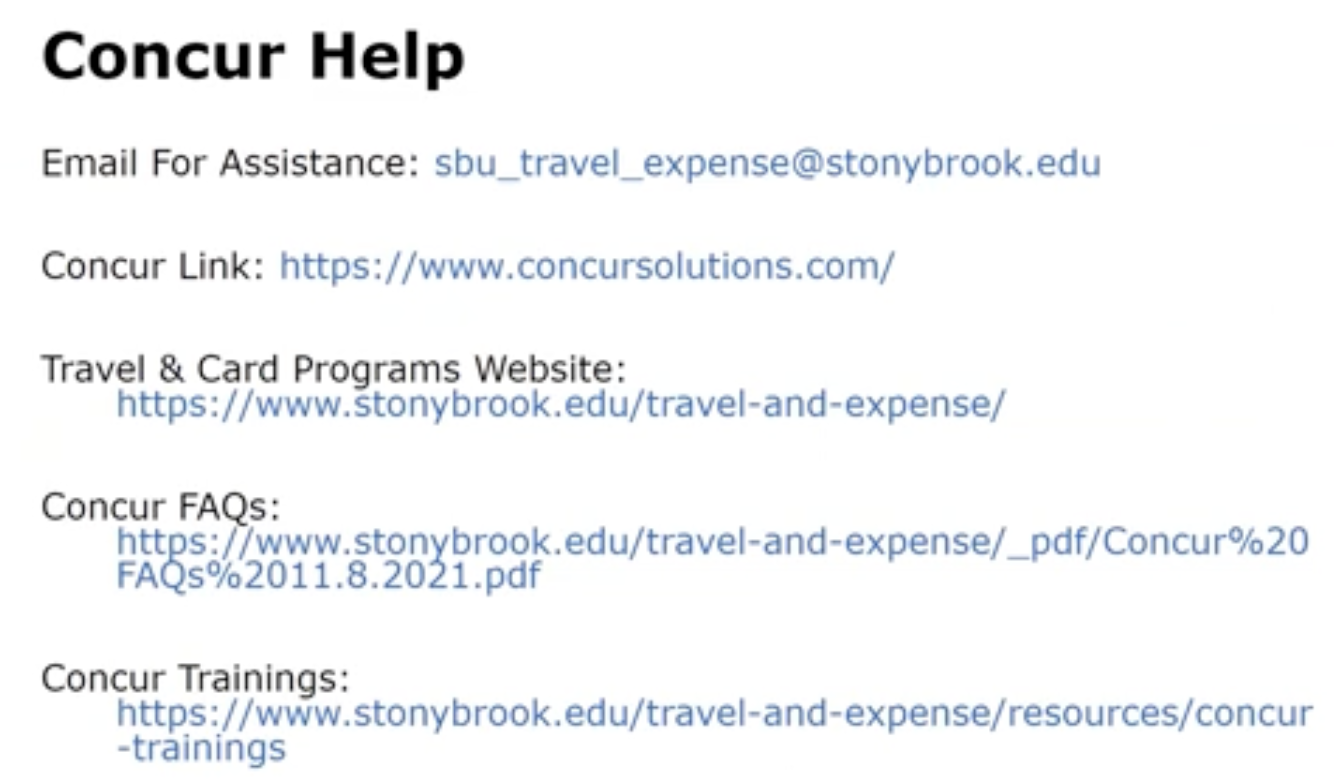 Concur Help
Email For Assistance: sbu_travel_expense@stonybrook.edu
Concur Link: https://www.concursolutions.com/
Travel & Card Programs Website:
https://www.stonybrook.edu/travel-and-expense/
Concur FAQs:
https://www.stonybrook.edu/travel-and-expense/_pdf/Concur%20
FAQs%2011.8.2021.pdf
Concur Trainings:
https://www.stonybrook.edu/travel-and-expense/resources/concur
-trainings